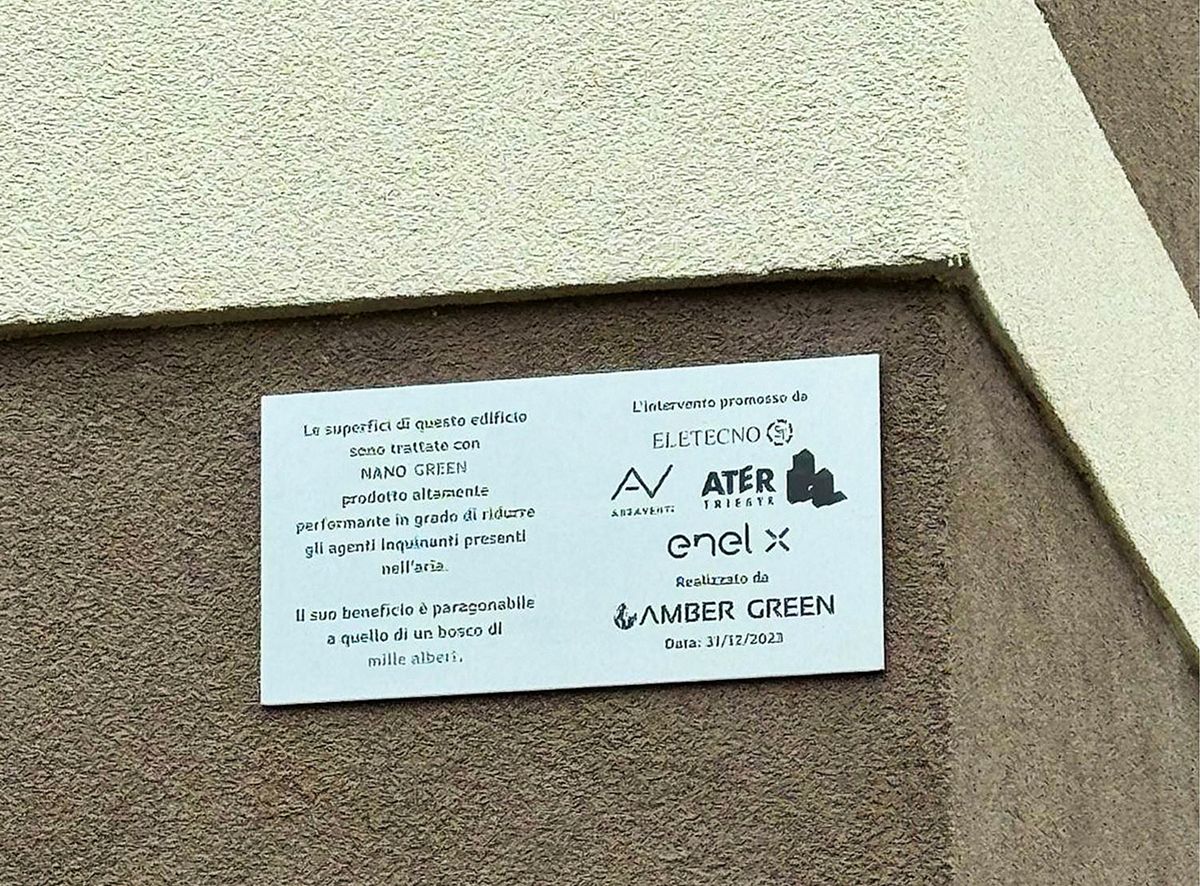 Le superfici di questo edificio
sono trattate con
NANO GREEN
prodotto altamente
performante in grado di ridurre
gli agenti inquinanti presenti
nell'aria.
Il suo beneficio è paragonabile
a quello di un bosco di
mille alberi.
L'intervento promosso da
ELETECNO
AV
ATER
TRIESTE
enel x
Realizzato da
AMBER GREEN
Data: 31/12/2023